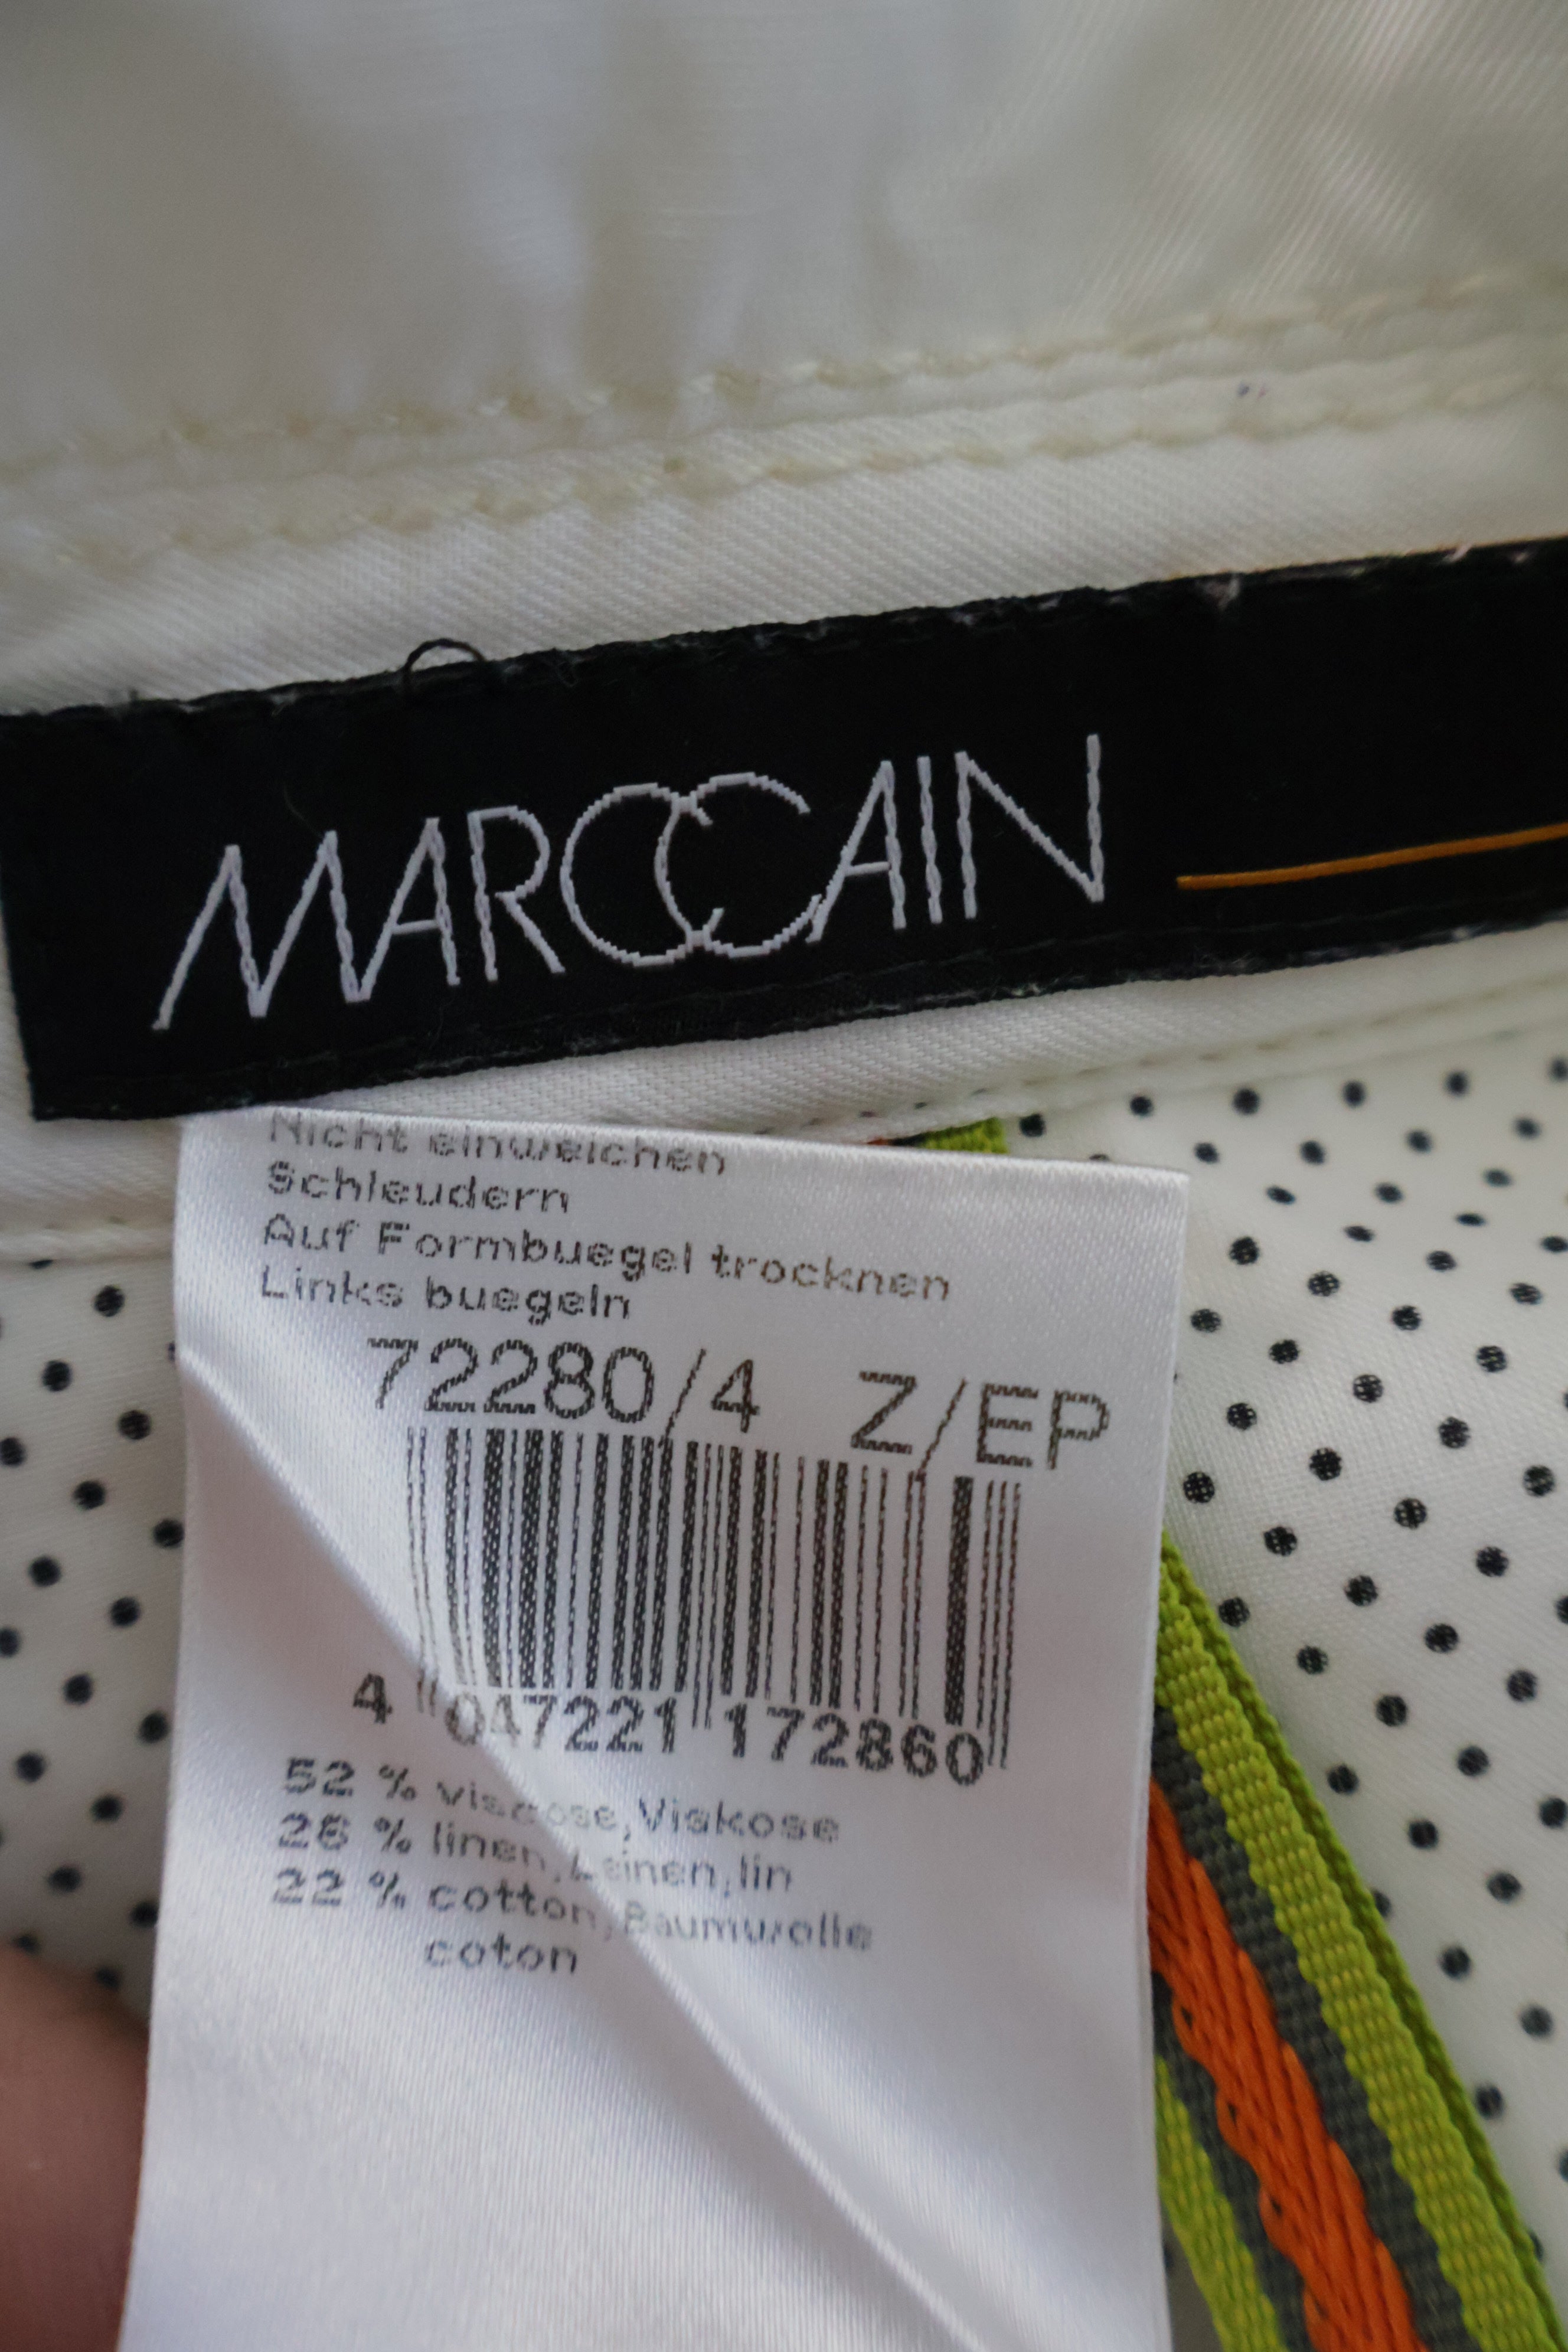 MARCCAIN
Nicht einweichen
Schleudern
Auf Formbuegel trocknen
Links buegeln
72280/4 Z/EP
4 047221 172860
52 % viscose,Viskose
26 % linen,Leinen,lin
22 % cotton,Baumwolle
coton